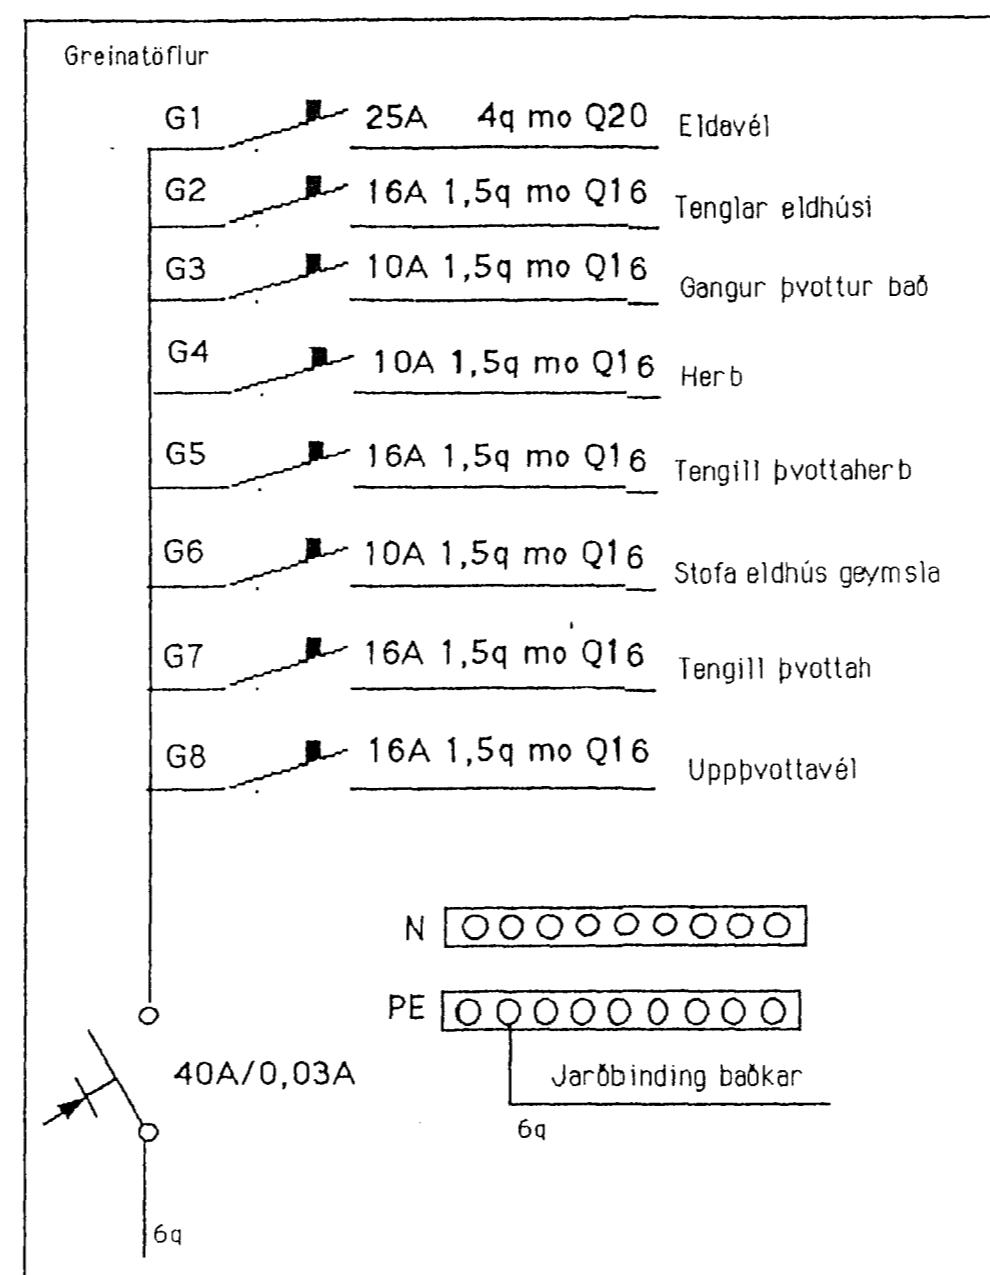 Greinatöflur
G1 25A 4q mo Q20 Eldavél
G2 16A 1,5q mo Q16 Tenglar eldhúsi
G3 10A 1,5q mo Q16 Gangur þvottur bað
G4 10A 1,5q mo Q16 Herb
G5 16A 1,5q mo Q16 Tengill þvottaherb
G6 10A 1,5q mo Q16 Stofa eldhús geymsla
G7 16A 1,5q mo Q16 Tengill þvottah
G8 16A 1,5q mo Q16 Uppþvottavél
N
PE
40A/0,03A
Jarðbinding baðkar
6q
6q